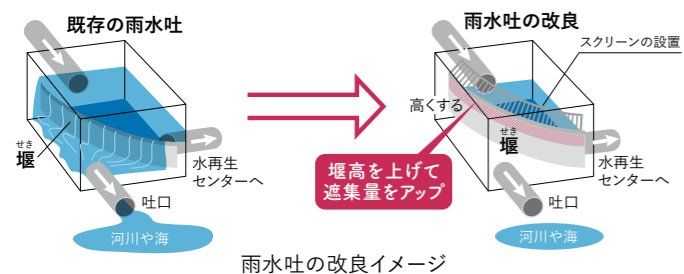 既存の雨水吐
せき
堰
水再生
センターへ
吐口
河川や海
雨水吐の改良
スクリーンの設置
高くする
せき
堰
堰高を上げて
遮集量をアップ
水再生
センターへ
吐口
河川や海
雨水吐の改良イメージ